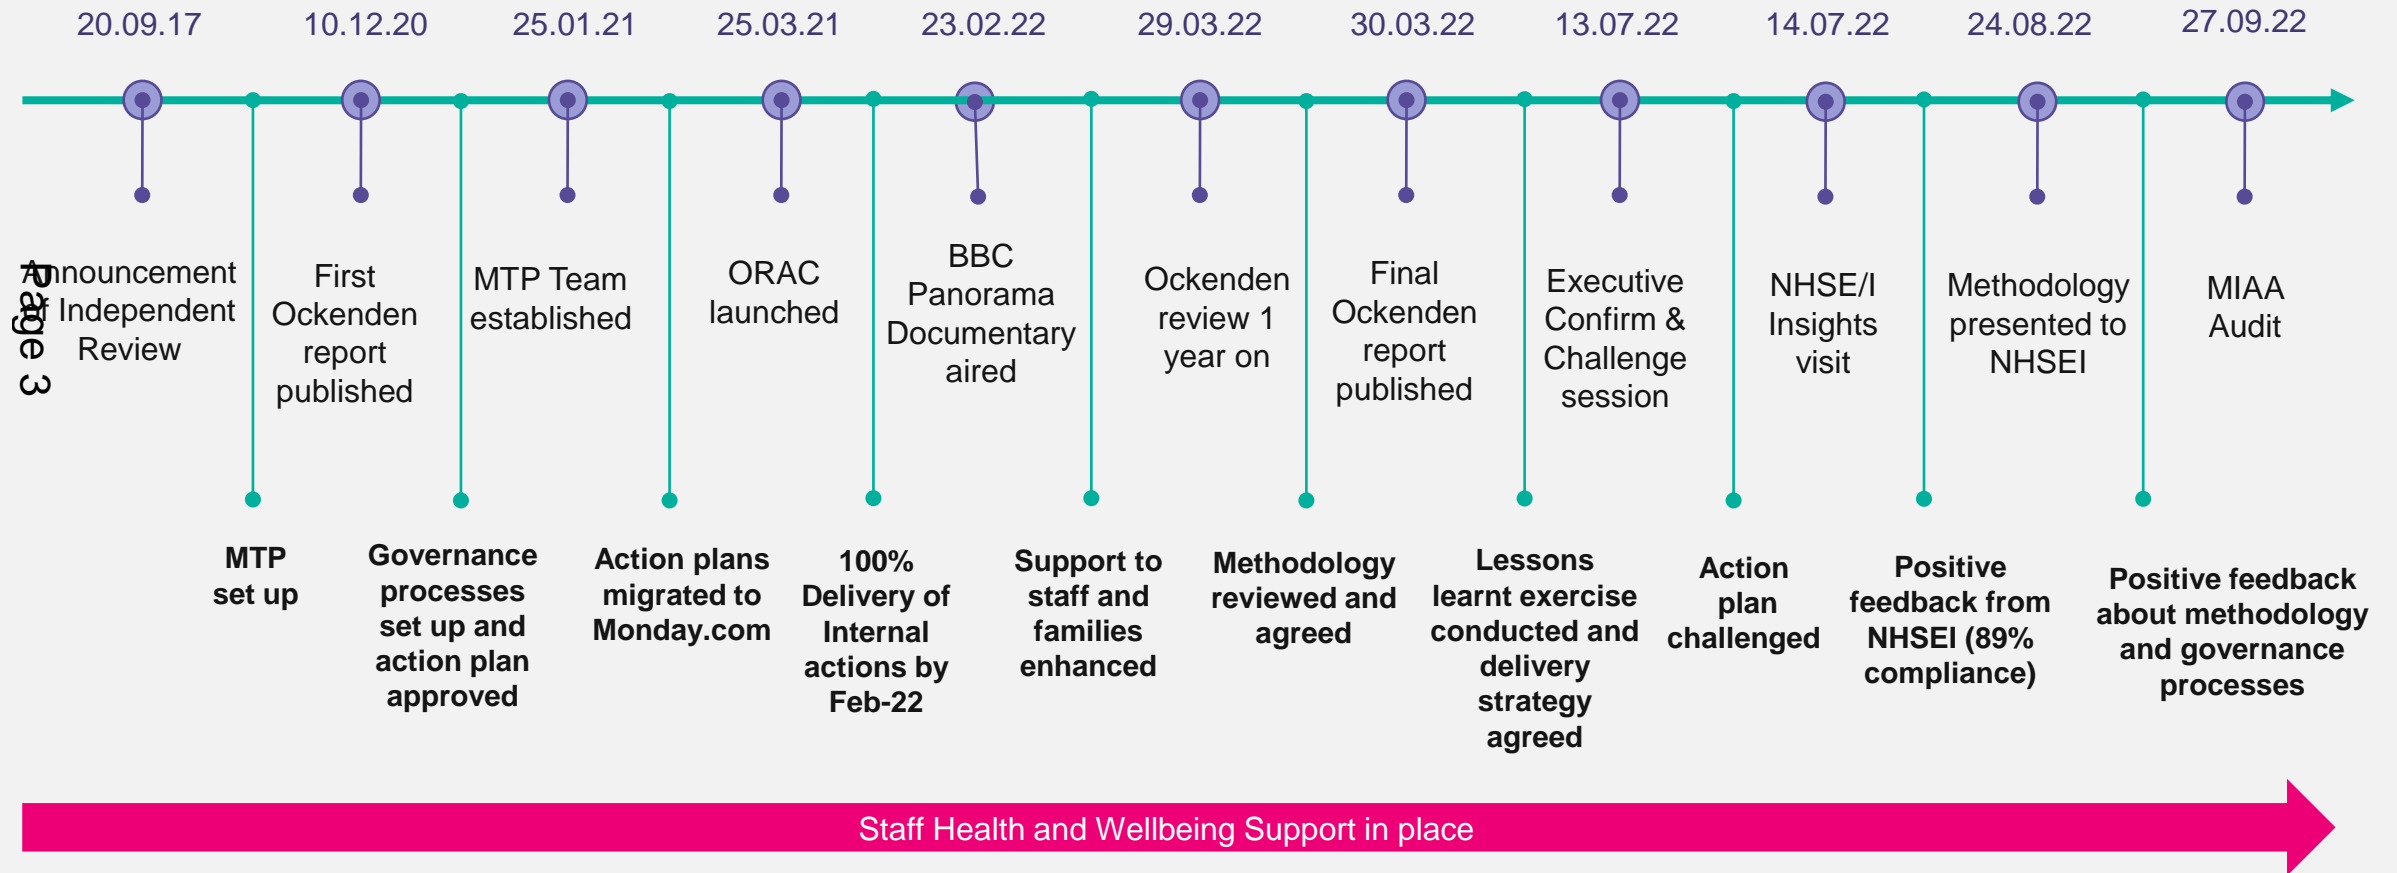 20.09.17
10.12.20
25.01.21
25.03.21
23.02.22
29.03.22
30.03.22
13.07.22
14.07.22
24.08.22
27.09.22
Page 3
Announcement
of Independent
Review
First
Ockenden
report
published
MTP Team
established
ORAC
launched
BBC
Panorama
Documentary
aired
Ockenden
review 1
year on
Final
Ockenden
report
published
Executive
Confirm &
Challenge
session
NHSE/I
Insights
visit
Methodology
presented to
NHSEI
MIAA
Audit
MTP
set up
Governance
processes
set up and
action plan
approved
Action plans
migrated to
Monday.com
100%
Delivery of
Internal
actions by
Feb-22
Support to
staff and
families
enhanced
Methodology
reviewed and
agreed
Lessons
learnt exercise
conducted and
delivery
strategy
agreed
Action
plan
challenged
Positive
feedback from
NHSEI (89%
compliance)
Positive feedback
about methodology
and governance
processes
Staff Health and Wellbeing Support in place